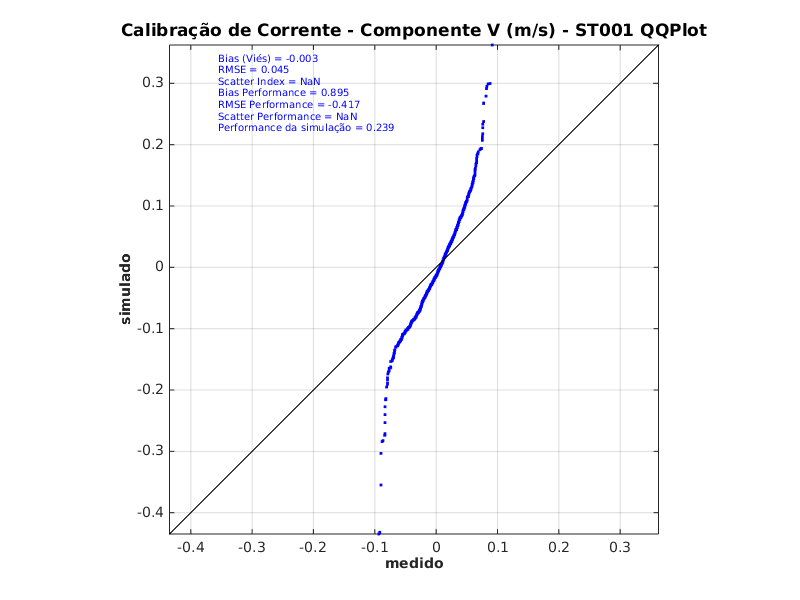 Calibração de Corrente - Componente V (m/s) - ST001 QQPlot
Bias (Viés) = -0.003
RMSE = 0.045
Scatter Index = NaN
Bias Performance = 0.895
RMSE Performance = -0.417
Scatter Performance = NaN
Performance da simulação = 0.239
0.3
0.2
0.1
0
-0.1
-0.2
-0.3
-0.4
simulado
-0.4 -0.3 -0.2 -0.1 0 0.1 0.2 0.3
medido